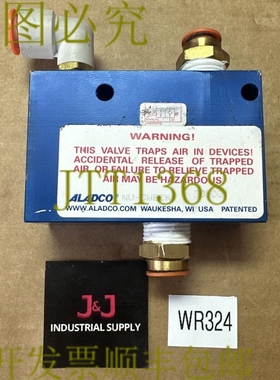 图必究
WARNING!
THIS VALVE TRAPS AIR IN DEVICES!
ACCIDENTAL RELEASE OF TRAPPED
AIR OR FAILURE TO RELIEVE TRAPPED
AIR MAY BE HAZARDOUS!
JTT1368
ALADCO
WWW.ALADCO.COM WAUKESHA, WI USA PATENTED
J&J
INDUSTRIAL SUPPLY
WR324
开发票顺丰包邮